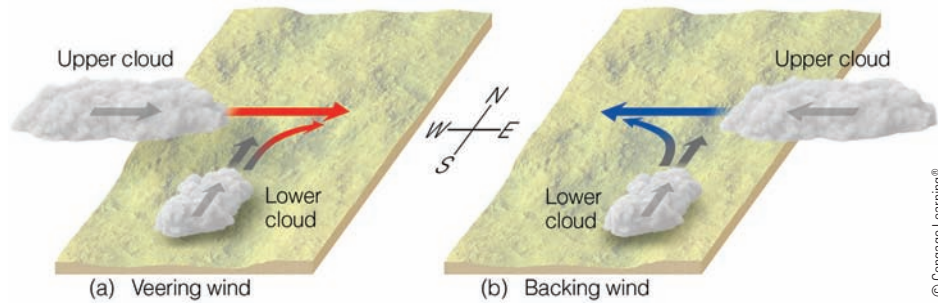 Upper cloud
Lower
cloud
(a) Veering wind
N
W E
S
Upper cloud
Lower
cloud
(b) Backing wind
© Cengage Learning®